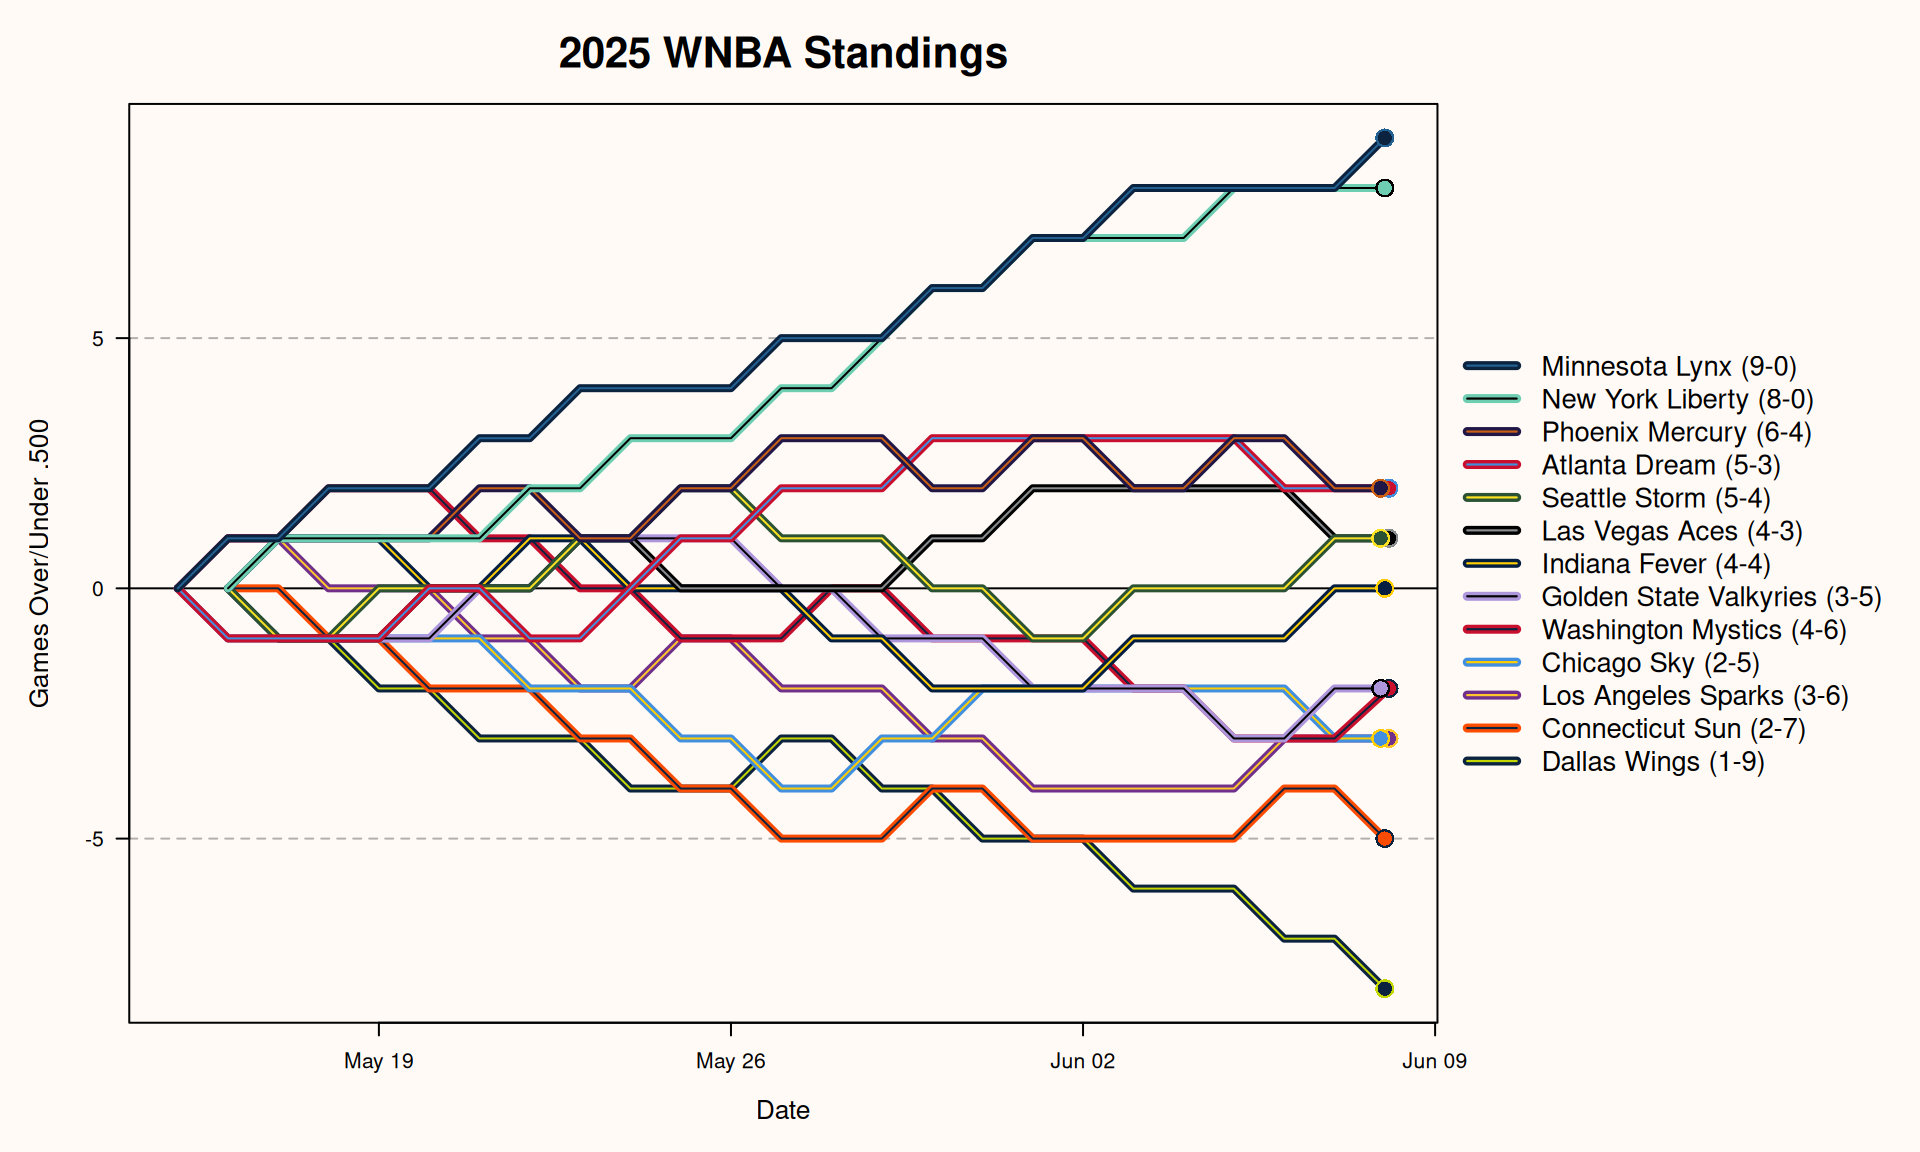 2025 WNBA Standings
Games Over/Under .500
5
0
-5
May 19
May 26
Jun 02
Jun 09
Date
Minnesota Lynx (9-0)
New York Liberty (8-0)
Phoenix Mercury (6-4)
Atlanta Dream (5-3)
Seattle Storm (5-4)
Las Vegas Aces (4-3)
Indiana Fever (4-4)
Golden State Valkyries (3-5)
Washington Mystics (4-6)
Chicago Sky (2-5)
Los Angeles Sparks (3-6)
Connecticut Sun (2-7)
Dallas Wings (1-9)